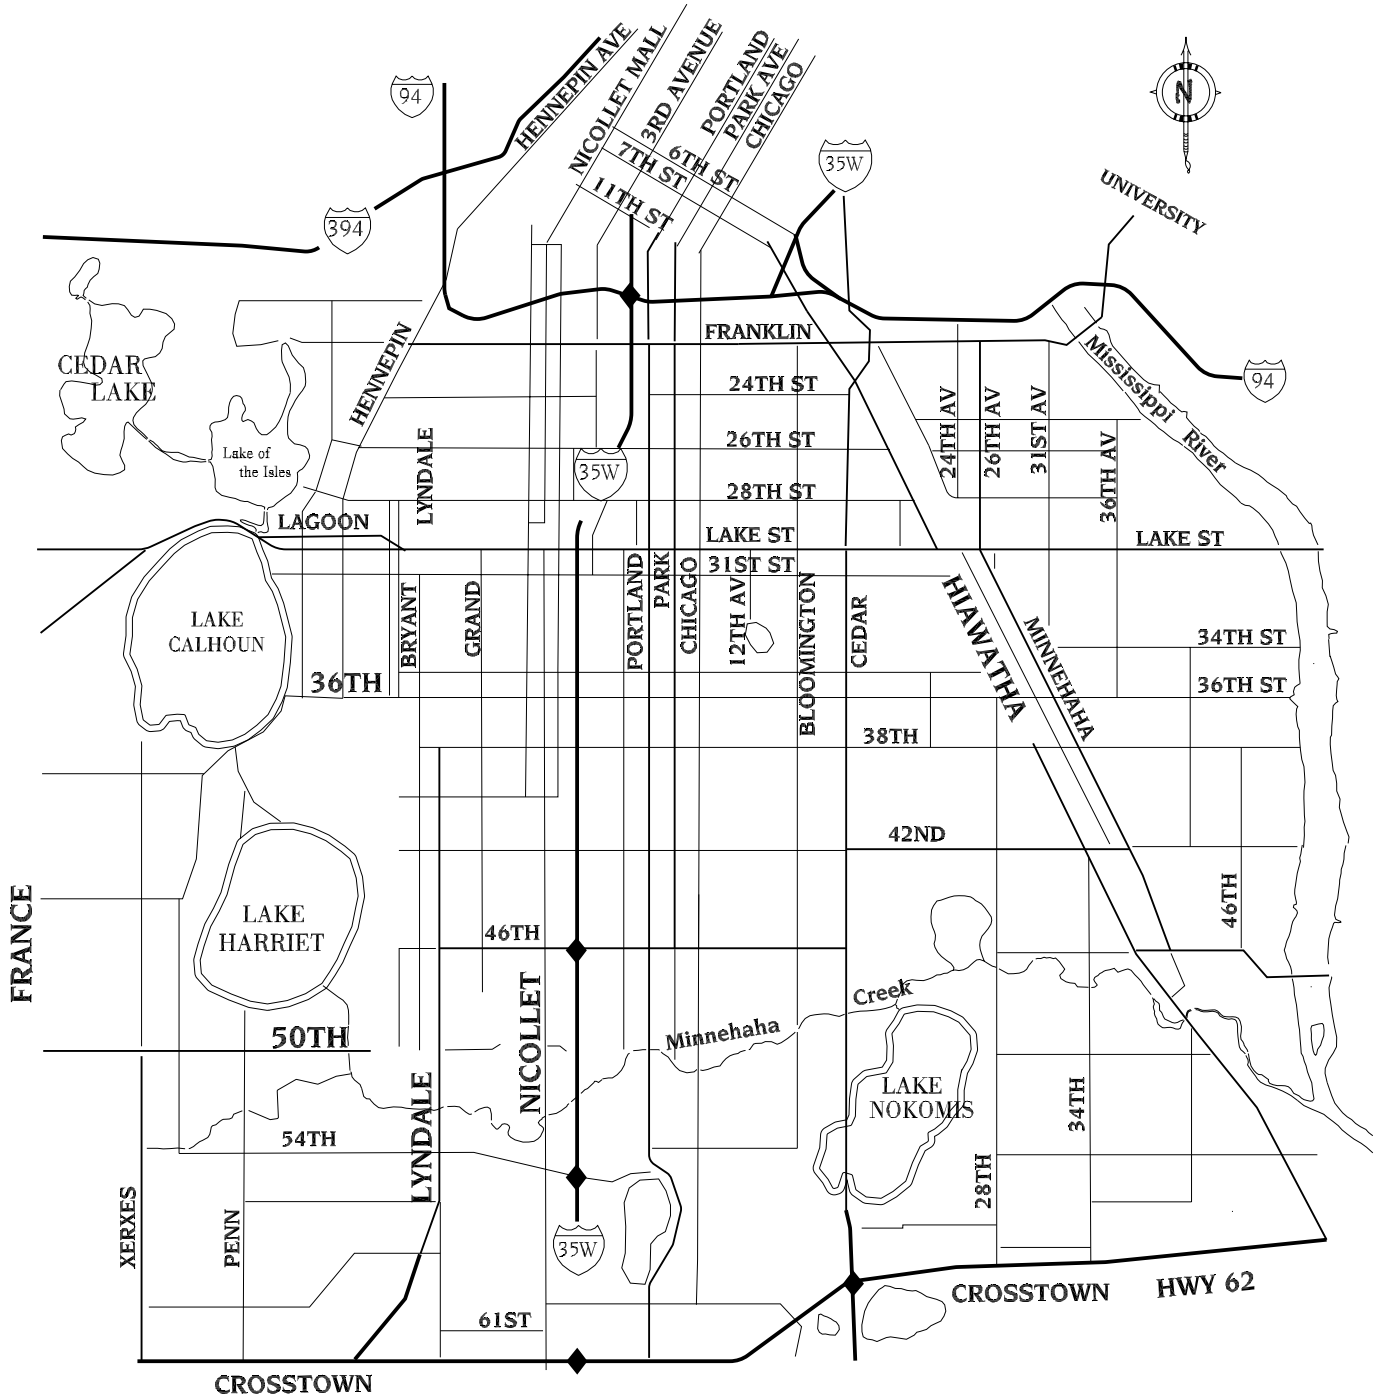 HENNEPIN AVE
NICOLLET MALL
3RD AVENUE
PORTLAND
PARK AVE
CHICAGO
94
N
7TH ST
6TH ST
35W
11TH ST
UNIVERSITY
394
FRANKLIN
HENNEPIN
Mississippi River
CEDAR
LAKE
24TH ST
94
24TH AV
26TH AV
31ST AV
36TH AV
LYNDALE
26TH ST
Lake of
the Isles
35W
28TH ST
LAGOON
LAKE ST
LAKE ST
31ST ST
BRYANT
GRAND
PORTLAND
PARK
CHICAGO
12TH AV
BLOOMINGTON
CEDAR
HIAWATHA
MINNEHAHA
LAKE
CALHOUN
34TH ST
36TH
36TH ST
38TH
42ND
46TH
FRANCE
LAKE
HARRIET
46TH
NICOLLET
Minnehaha Creek
50TH
LYNDALE
LAKE
NOKOMIS
34TH
54TH
28TH
XERXES
PENN
35W
CROSSTOWN HWY 62
61ST
CROSSTOWN